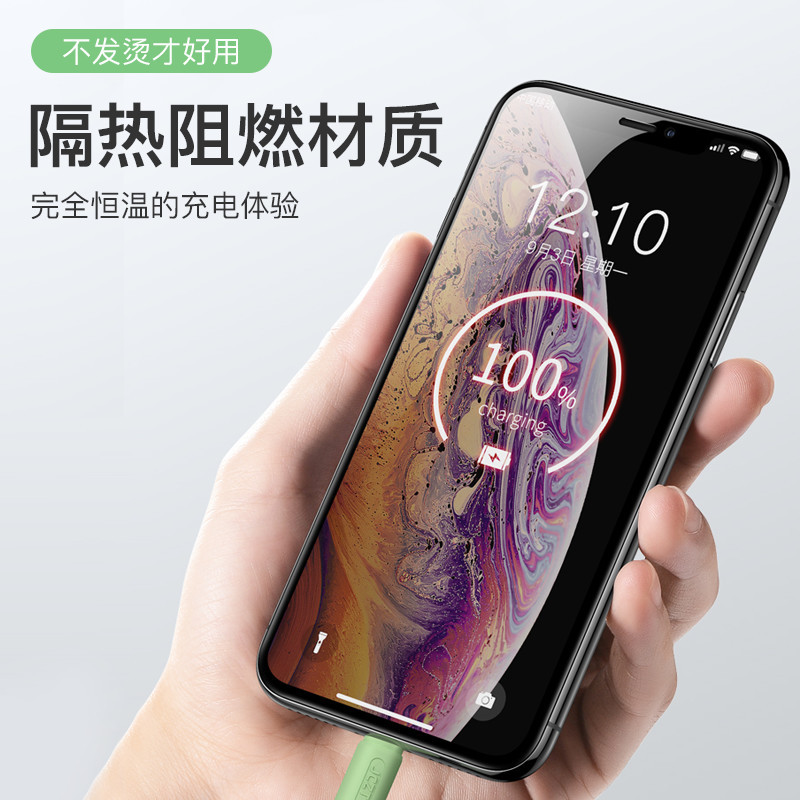 不发烫才好用
隔热阻燃材质
完全恒温的充电体验
12:10
9月3日 星期一
100%
charging